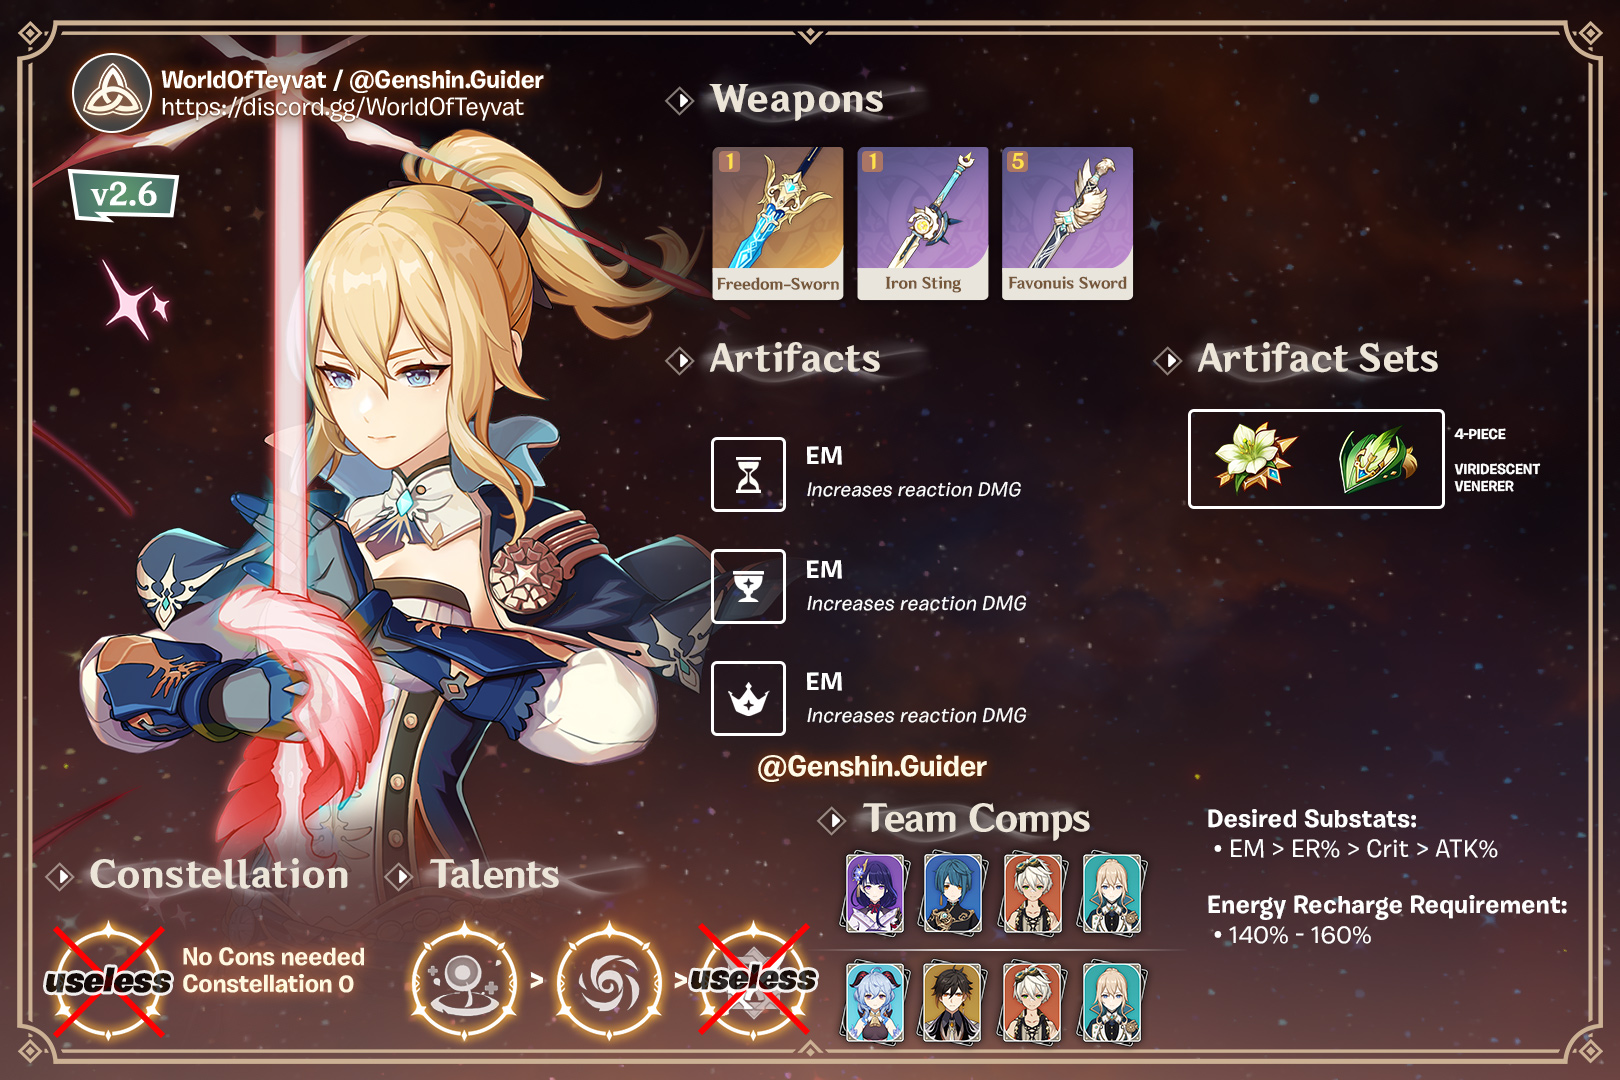 WorldOfTeyvat / @Genshin.Guider
https://discord.gg/WorldOfTeyvat
v2.6
Weapons
1
1
5
Freedom-Sworn
Iron Sting
Favonuis Sword
Artifacts
EM
Increases reaction DMG
EM
Increases reaction DMG
EM
Increases reaction DMG
@Genshin.Guider
Artifact Sets
4-PIECE
VIRIDESCENT
VENERER
Constellation
useless
No Cons needed
Constellation 0
Talents
> > useless
Team Comps
Desired Substats:
• EM > ER% > Crit > ATK%
Energy Recharge Requirement:
• 140% - 160%